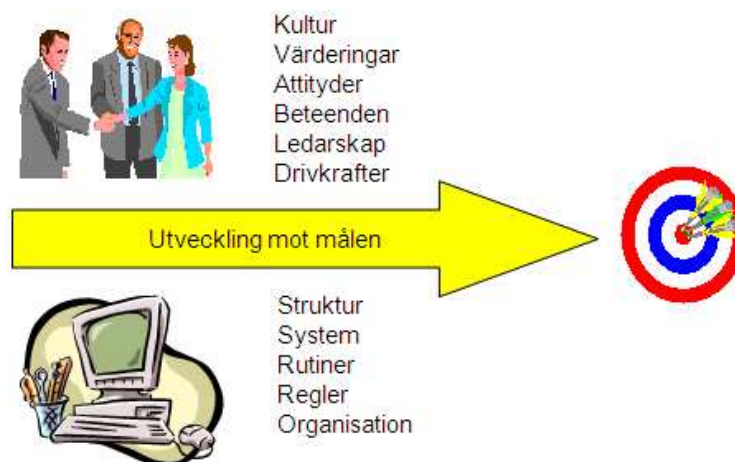 Kultur
Värderingar
Attityder
Beteenden
Ledarskap
Drivkrafter
Utveckling mot målen
Struktur
System
Rutiner
Regler
Organisation